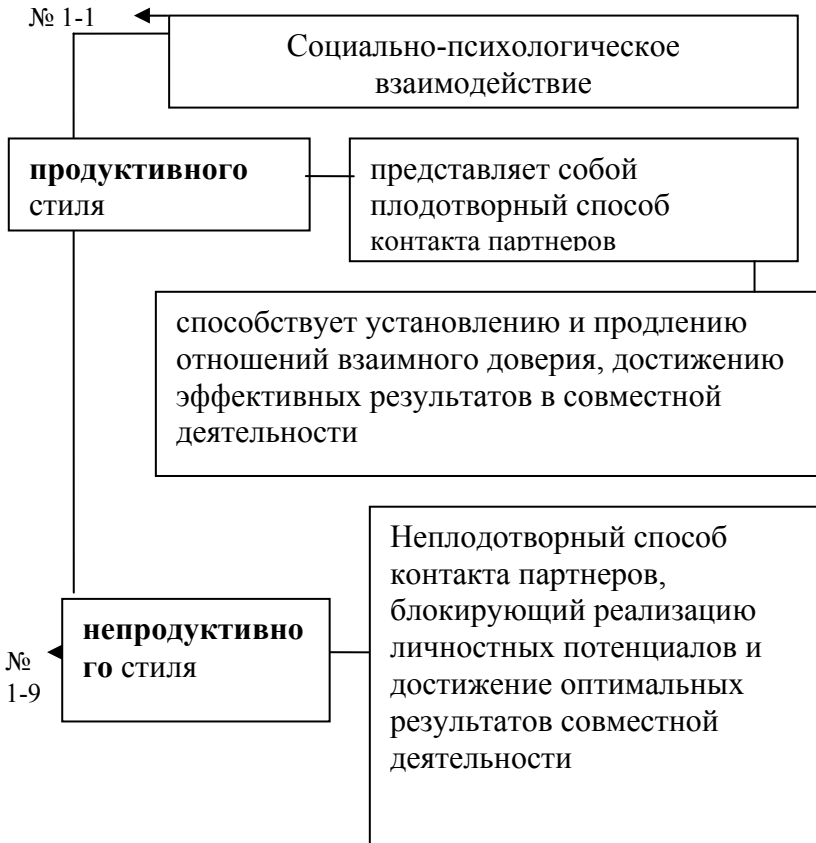 № 1-1
Социально-психологическое
взаимодействие
продуктивного
стиля
представляет собой
плодотворный способ
контакта партнеров
способствует установлению и продлению
отношений взаимного доверия, достижению
эффективных результатов в совместной
деятельности
Неплодотворный способ
контакта партнеров,
блокирующий реализацию
личностных потенциалов и
достижение оптимальных
результатов совместной
деятельности
непродуктивно
го стиля
№
1-9